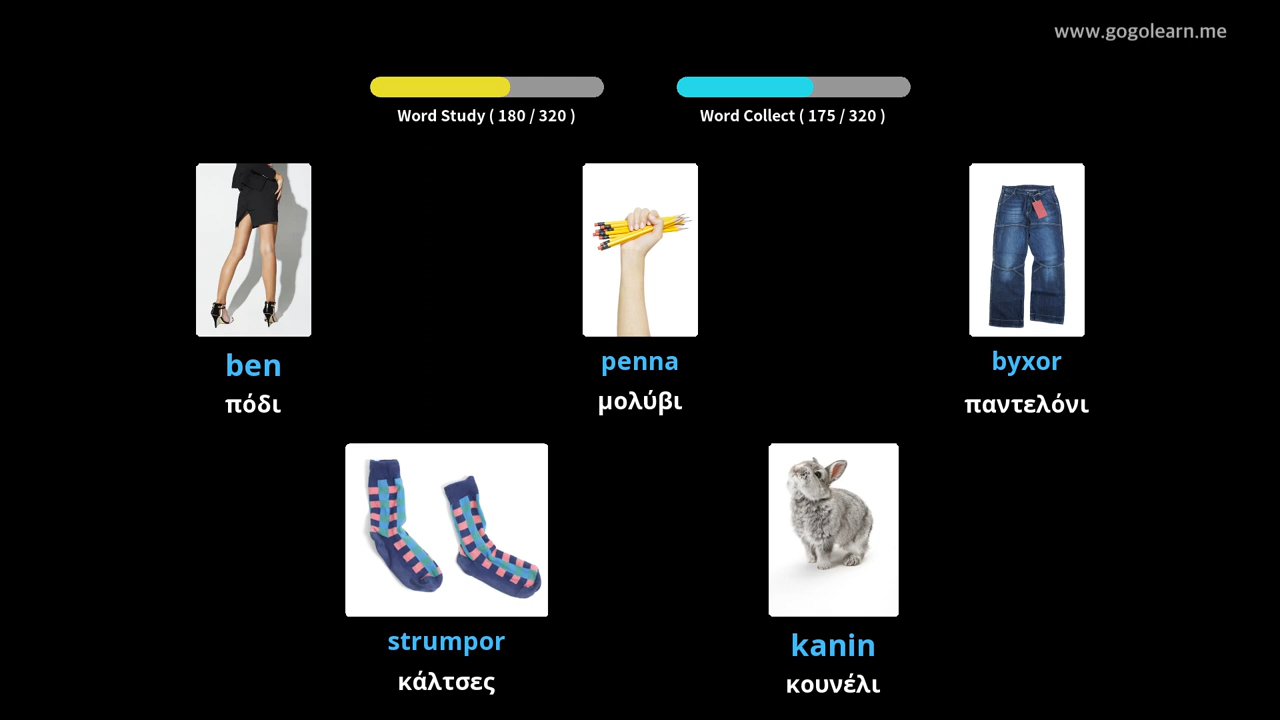 www.gogolearn.me
Word Study ( 180 / 320 )
Word Collect ( 175 / 320 )
ben
πόδι
penna
μολύβι
byxor
παντελόνι
strumpor
κάλτσες
kanin
κουνέλι